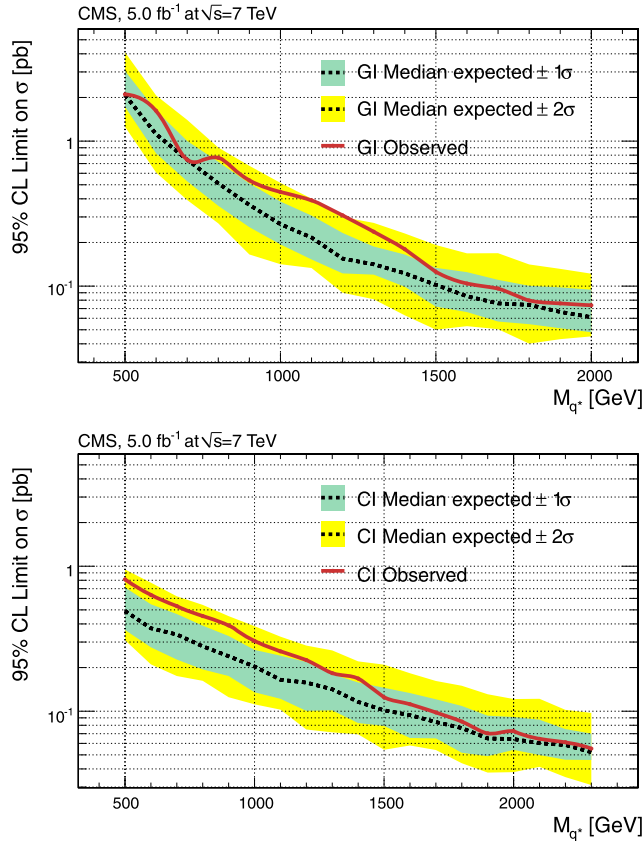 CMS, 5.0 fb⁻¹ at √s=7 TeV
95% CL Limit on σ [pb]
GI Median expected ± 1σ
GI Median expected ± 2σ
GI Observed
1
10⁻¹
500 1000 1500 2000
M_q* [GeV]
CMS, 5.0 fb⁻¹ at √s=7 TeV
95% CL Limit on σ [pb]
CI Median expected ± 1σ
CI Median expected ± 2σ
CI Observed
1
10⁻¹
500 1000 1500 2000
M_q* [GeV]